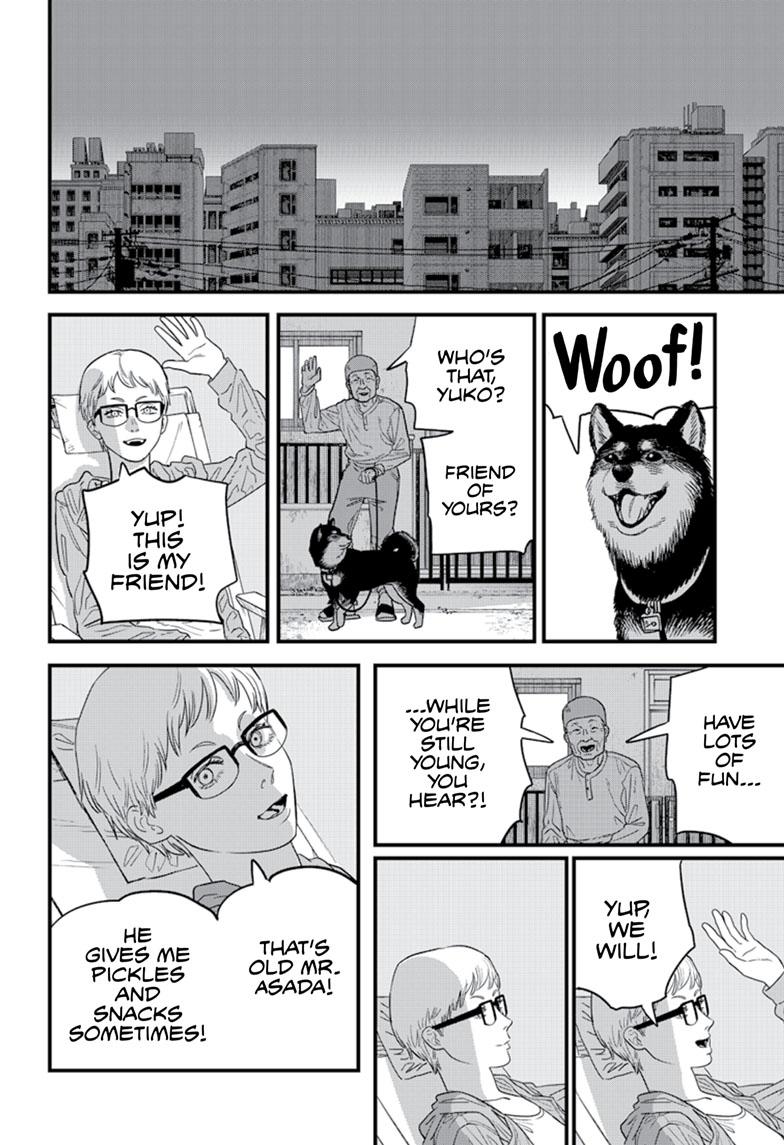 Woof!
WHO'S
THAT,
YUKO?
FRIEND
OF
YOURS?
YUP!
THIS
IS MY
FRIEND!
HAVE
LOTS
OF
FUN...
...WHILE
YOU'RE
STILL
YOUNG,
YOU
HEAR?!
YUP,
WE
WILL!
THAT'S
OLD MR.
ASADA!
HE
GIVES ME
PICKLES
AND
SNACKS
SOMETIMES!